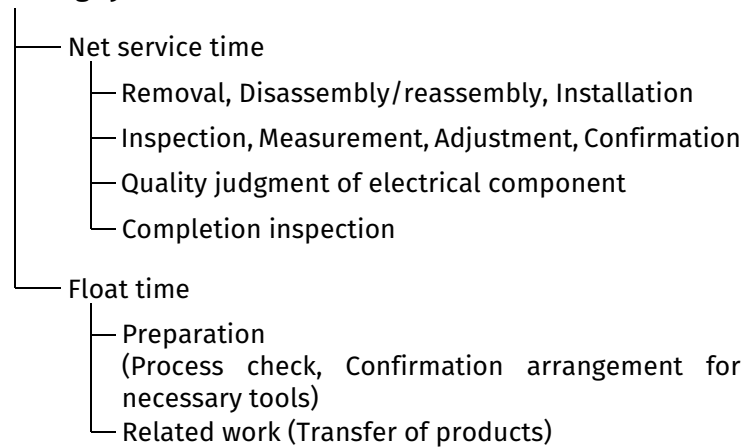 Net service time
Removal, Disassembly/reassembly, Installation
Inspection, Measurement, Adjustment, Confirmation
Quality judgment of electrical component
Completion inspection
Float time
Preparation
(Process check, Confirmation arrangement for
necessary tools)
Related work (Transfer of products)